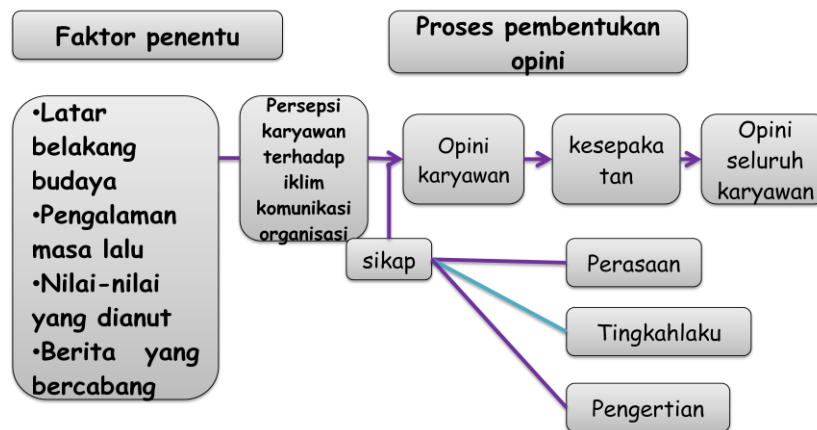 Faktor penentu
Proses pembentukan
opini
•Latar
belakang
budaya
•Pengalaman
masa lalu
•Nilai-nilai
yang dianut
•Berita yang
bercabang
Persepsi
karyawan
terhadap
iklim
komunikasi
organisasi
Opini
karyawan
kesepaka
tan
Opini
seluruh
karyawan
sikap
Perasaan
Tingkahlaku
Pengertian